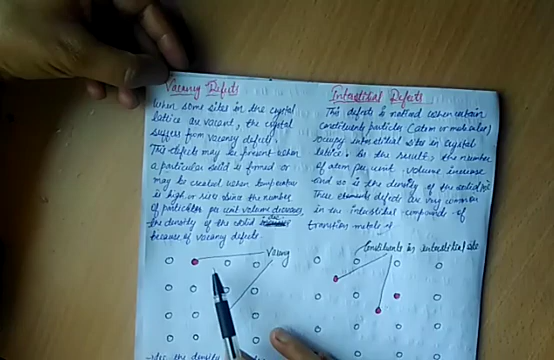 Vacancy Defects
When some sites in the crystal
lattice are vacant, the crystal
suffers from vacancy defects.
This defects may be present when
a particular solid is formed or
may be created when temperature
is high or rises since the number
of particles per unit volume decreases,
the density of the solid
because of vacancy defects
Vacancy
Interstitial Defects
This defects is noticed when certain
constituents particles (atom or molecules)
occupy interstitial sites in crystal
lattice. As the result, the number
of atom per unit volume increase
and so is the density of the solid
These defects are very common
in the interstitial compounds of
transition metals
Constituents in interstitial site
the density